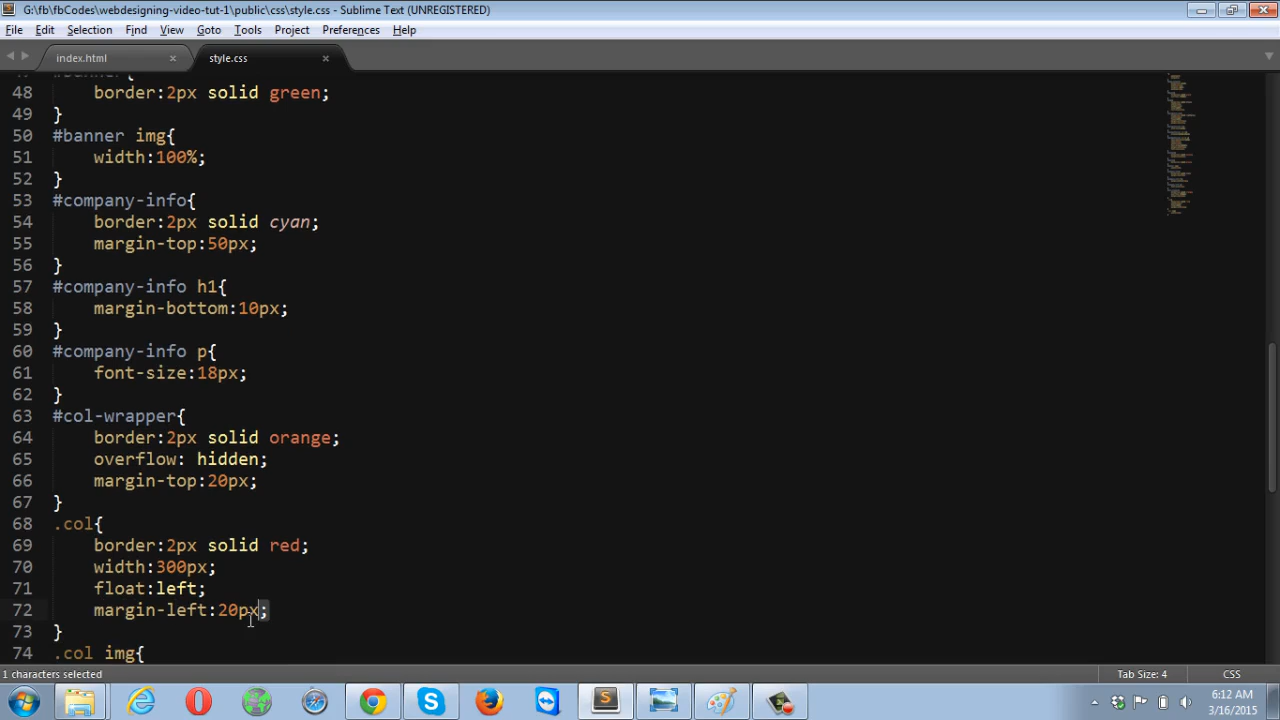 G:\fb\fbCodes\webdesigning-video-tut-1\public\css\style.css - Sublime Text (UNREGISTERED)
File Edit Selection Find View Goto Tools Project Preferences Help
index.html × style.css ×
48 border:2px solid green;
49 }
50 #banner img{
51 width:100%;
52 }
53 #company-info{
54 border:2px solid cyan;
55 margin-top:50px;
56 }
57 #company-info h1{
58 margin-bottom:10px;
59 }
60 #company-info p{
61 font-size:18px;
62 }
63 #col-wrapper{
64 border:2px solid orange;
65 overflow: hidden;
66 margin-top:20px;
67 }
68 .col{
69 border:2px solid red;
70 width:300px;
71 float:left;
72 margin-left:20px;
73 }
74 .col img{
1 characters selected Tab Size: 4 CSS
6:12 AM
3/16/2015